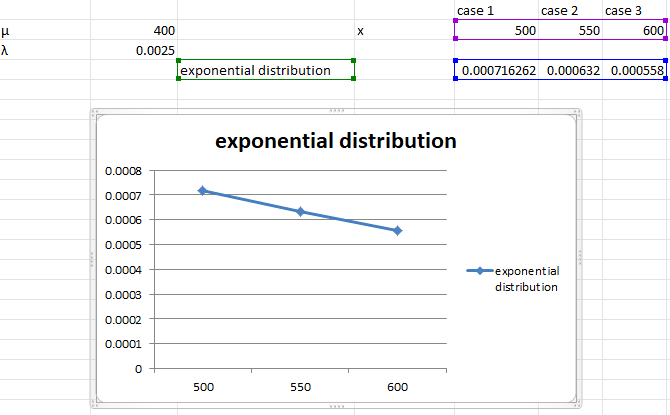 case 1 case 2 case 3
μ 400 x 500 550 600
λ 0.0025
exponential distribution 0.000716262 0.000632 0.000558
exponential distribution
0.0008
0.0007
0.0006
0.0005
0.0004
0.0003
0.0002
0.0001
0
500 550 600
exponential
distribution